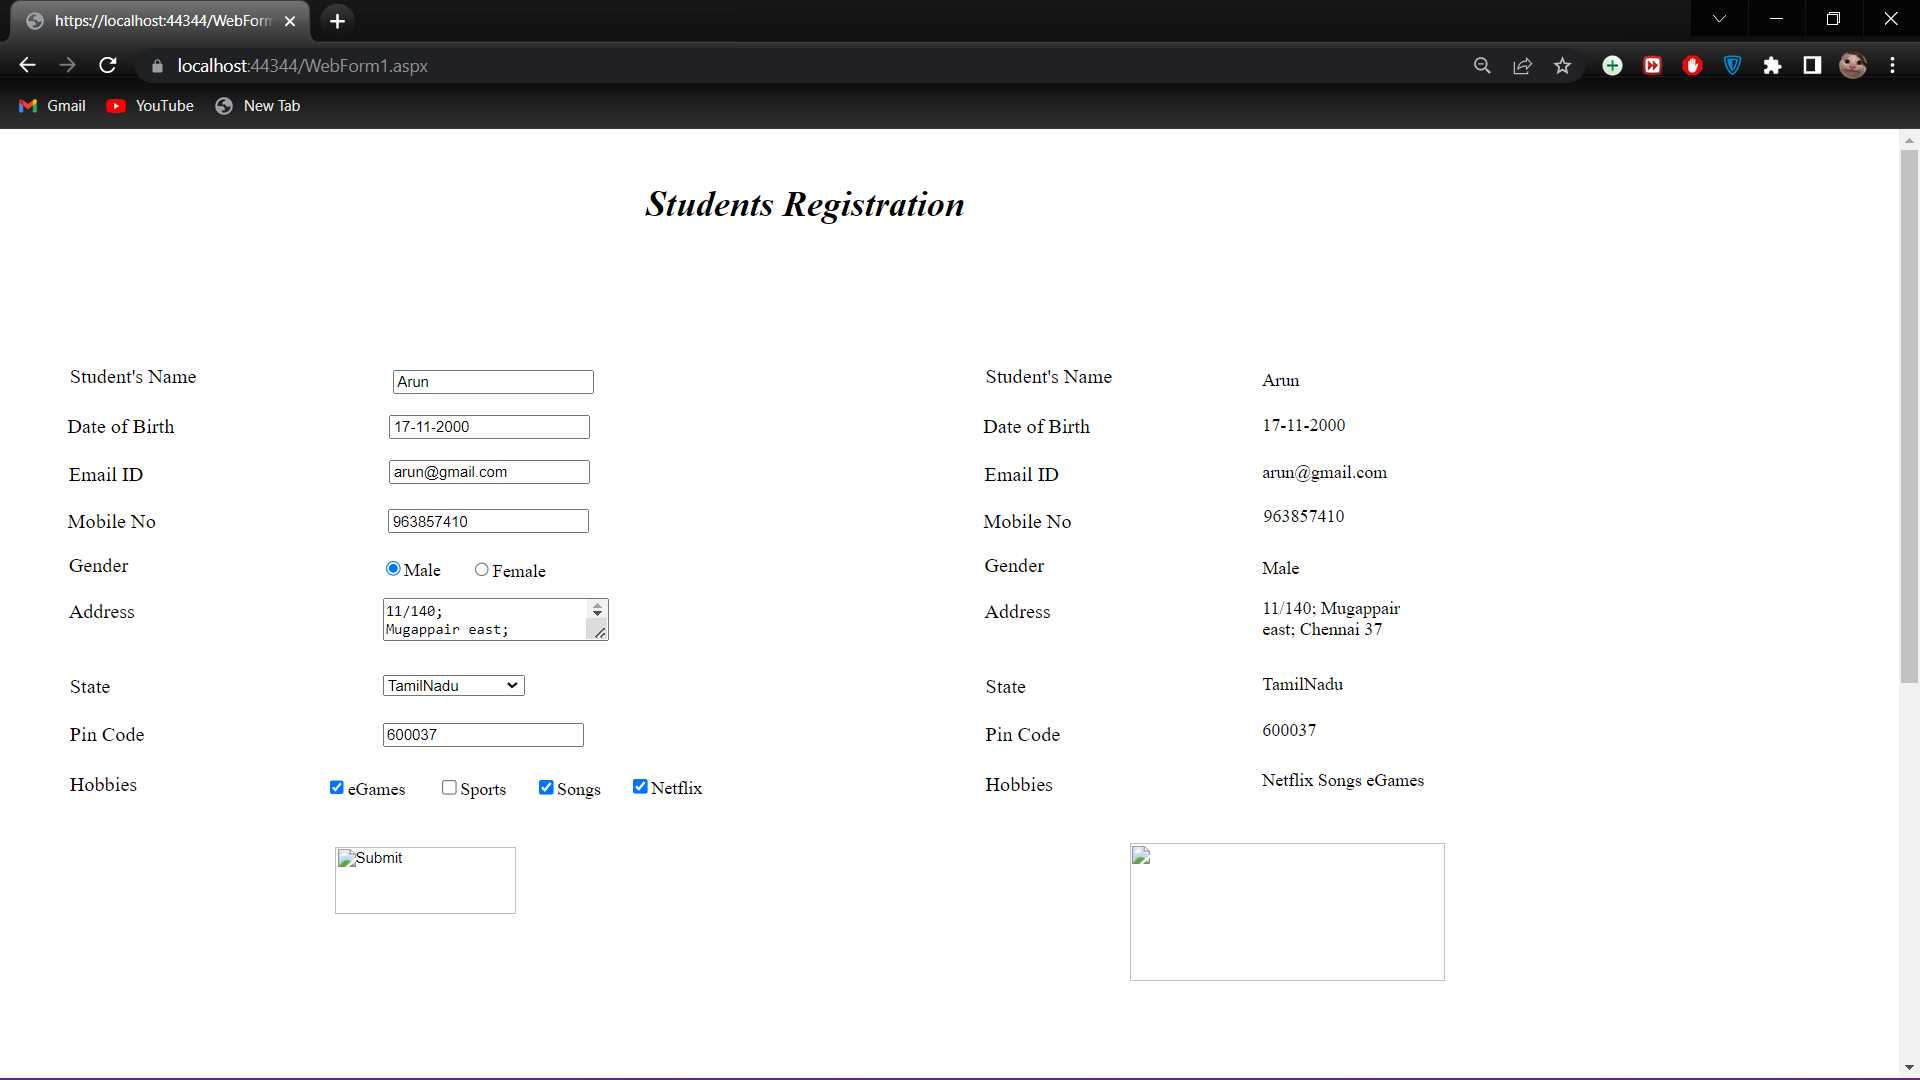 https://localhost:44344/WebForm
localhost:44344/WebForm1.aspx
Gmail YouTube New Tab
Students Registration
Student's Name Arun Student's Name Arun
Date of Birth 17-11-2000 Date of Birth 17-11-2000
Email ID arun@gmail.com Email ID arun@gmail.com
Mobile No 963857410 Mobile No 963857410
Gender Male Female Gender Male
Address 11/140; Address 11/140; Mugappair
Mugappair east; east; Chennai 37
State TamilNadu State TamilNadu
Pin Code 600037 Pin Code 600037
Hobbies eGames Sports Songs Netflix Hobbies Netflix Songs eGames
Submit